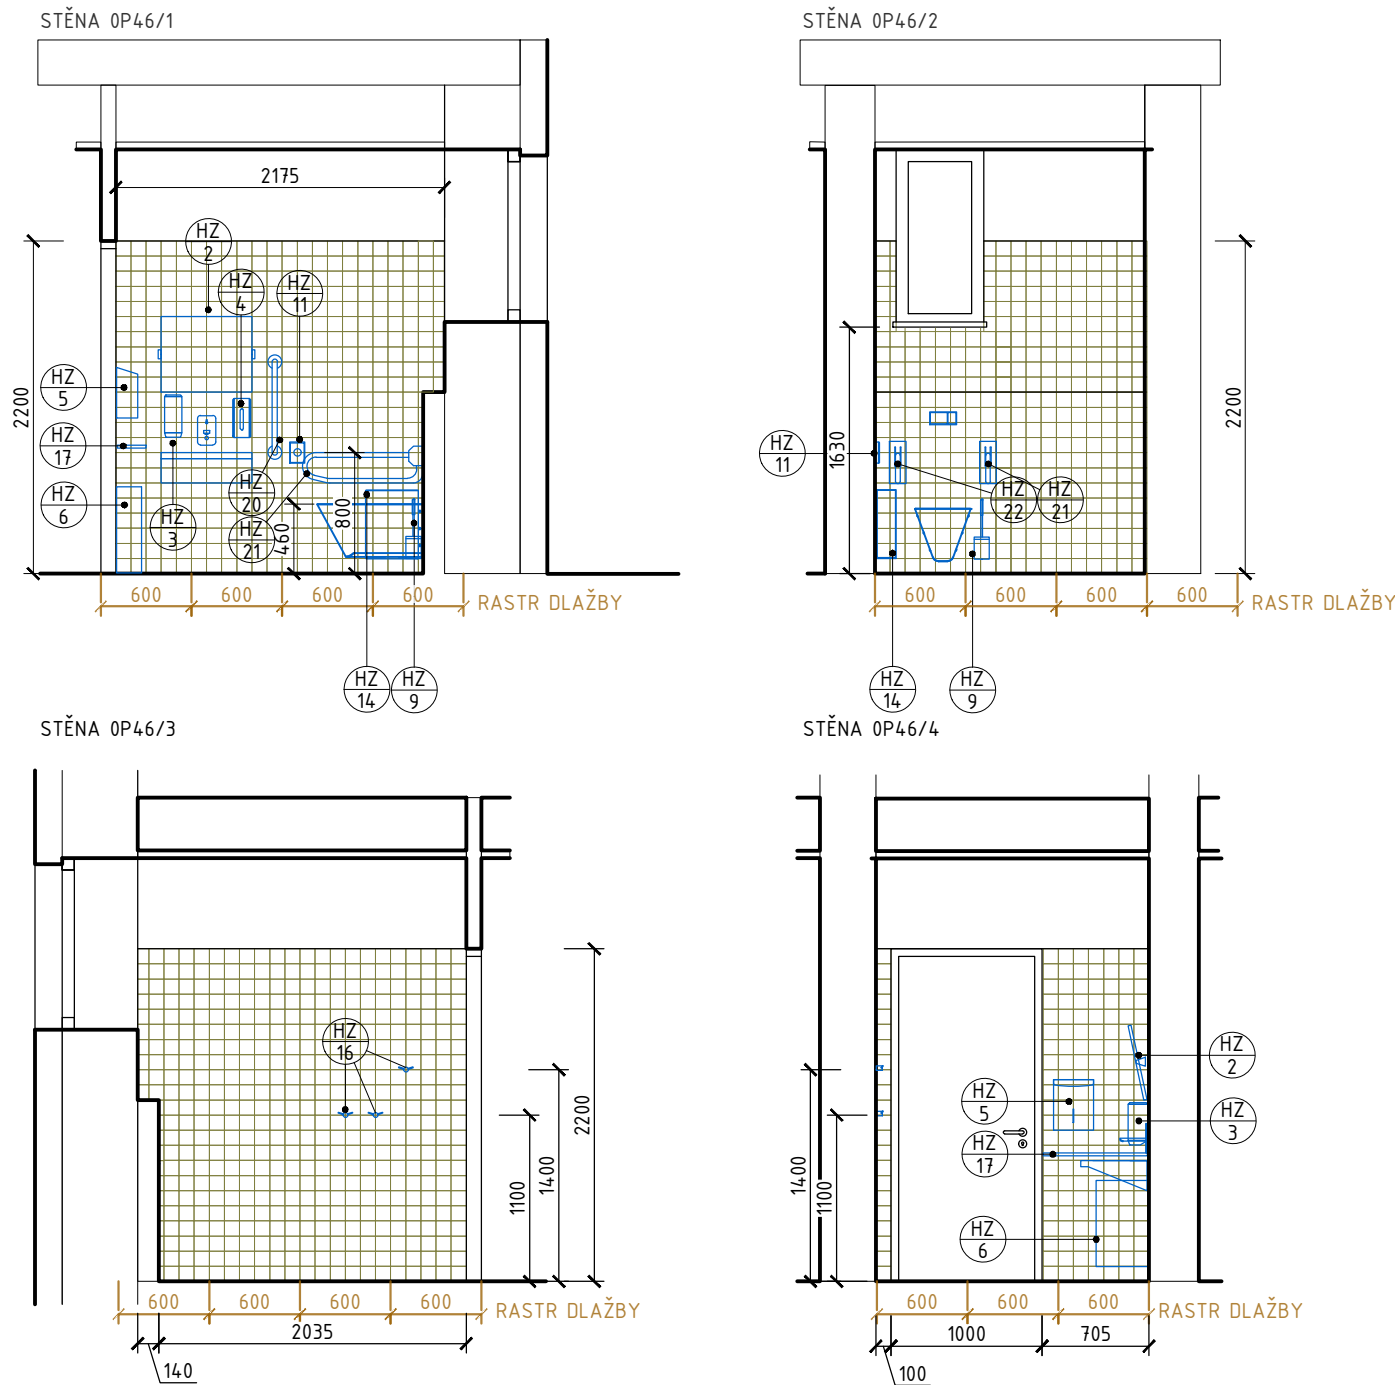 STĚNA 0P46/1
2175
2200
HZ
2
HZ
4
HZ
11
HZ
5
HZ
17
HZ
6
HZ
3
HZ
20
HZ
21
460
800
600
600
600
600
RASTR DLAŽBY
HZ
14
HZ
9
STĚNA 0P46/2
1630
2200
HZ
11
HZ
22
HZ
21
600
600
600
600
RASTR DLAŽBY
HZ
14
HZ
9
STĚNA 0P46/3
HZ
16
1100
1400
2200
600
600
600
600
RASTR DLAŽBY
2035
140
STĚNA 0P46/4
1400
1100
HZ
2
HZ
5
HZ
3
HZ
17
HZ
6
600
600
600
RASTR DLAŽBY
1000
705
100